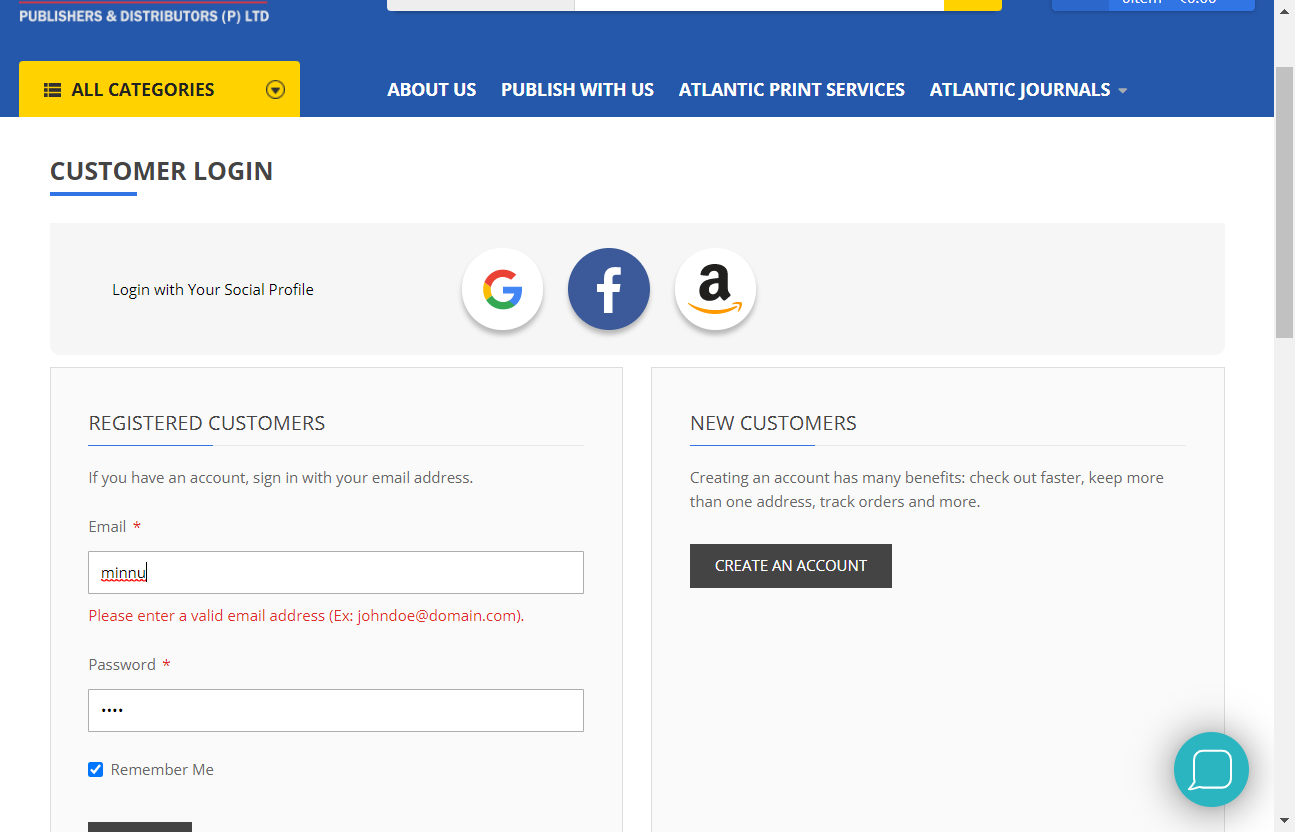 PUBLISHERS & DISTRIBUTORS (P) LTD
ALL CATEGORIES
ABOUT US
PUBLISH WITH US
ATLANTIC PRINT SERVICES
ATLANTIC JOURNALS
CUSTOMER LOGIN
Login with Your Social Profile
REGISTERED CUSTOMERS
If you have an account, sign in with your email address.
Email *
minnu
Please enter a valid email address (Ex: johndoe@domain.com).
Password *
••••
Remember Me
NEW CUSTOMERS
Creating an account has many benefits: check out faster, keep more
than one address, track orders and more.
CREATE AN ACCOUNT